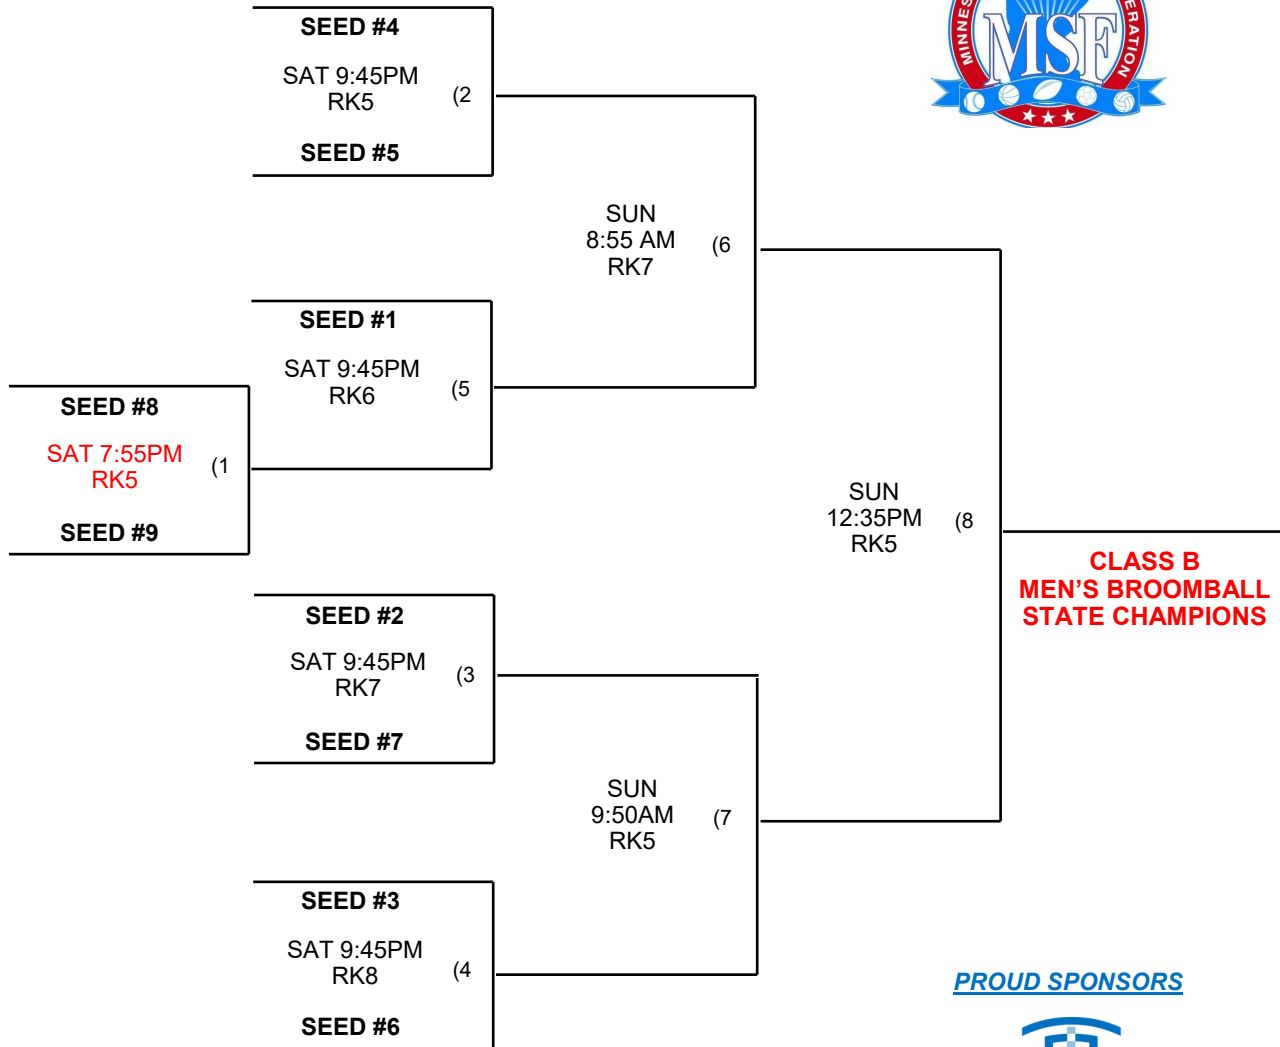 SEED #4
SAT 9:45PM
RK5
(2
SEED #5
MINNES
ERATION
MSF
SUN
8:55 AM
RK7
(6
SEED #1
SAT 9:45PM
RK6
(5
SEED #8
SAT 7:55PM
RK5
(1
SEED #9
SUN
12:35PM
RK5
(8
CLASS B
MEN'S BROOMBALL
STATE CHAMPIONS
SEED #2
SAT 9:45PM
RK7
(3
SEED #7
SUN
9:50AM
RK5
(7
SEED #3
SAT 9:45PM
RK8
(4
SEED #6
PROUD SPONSORS